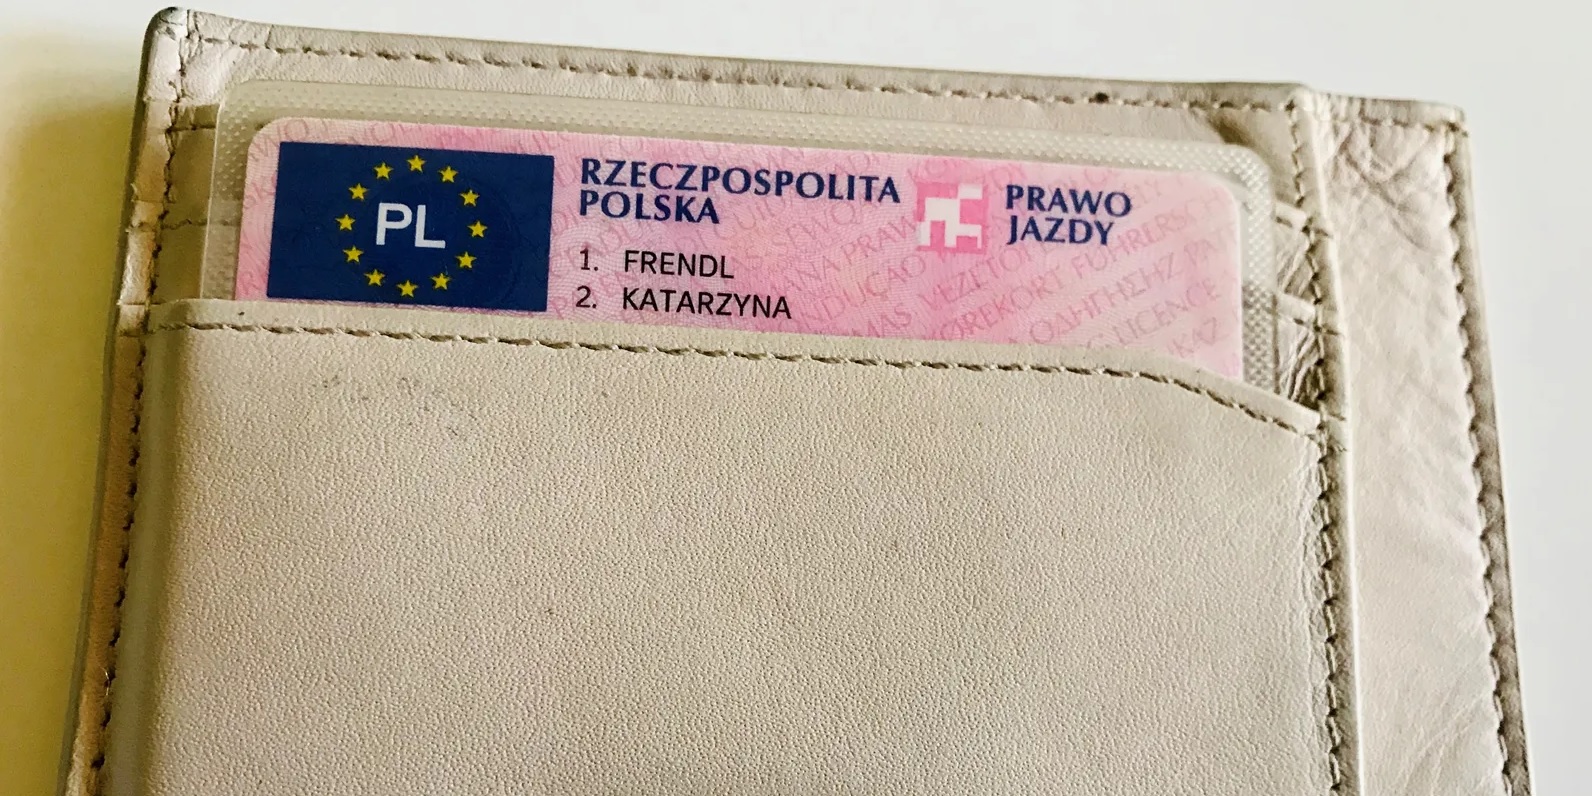 PL
RZECZPOSPOLITA
POLSKA
PRAWO
JAZDY
1. FRENDL
2. KATARZYNA